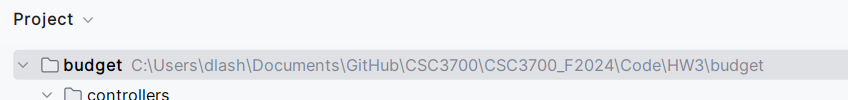 Project
budget C:\Users\dlash\Documents\GitHub\CSC3700\CSC3700_F2024\Code\HW3\budget
controllers